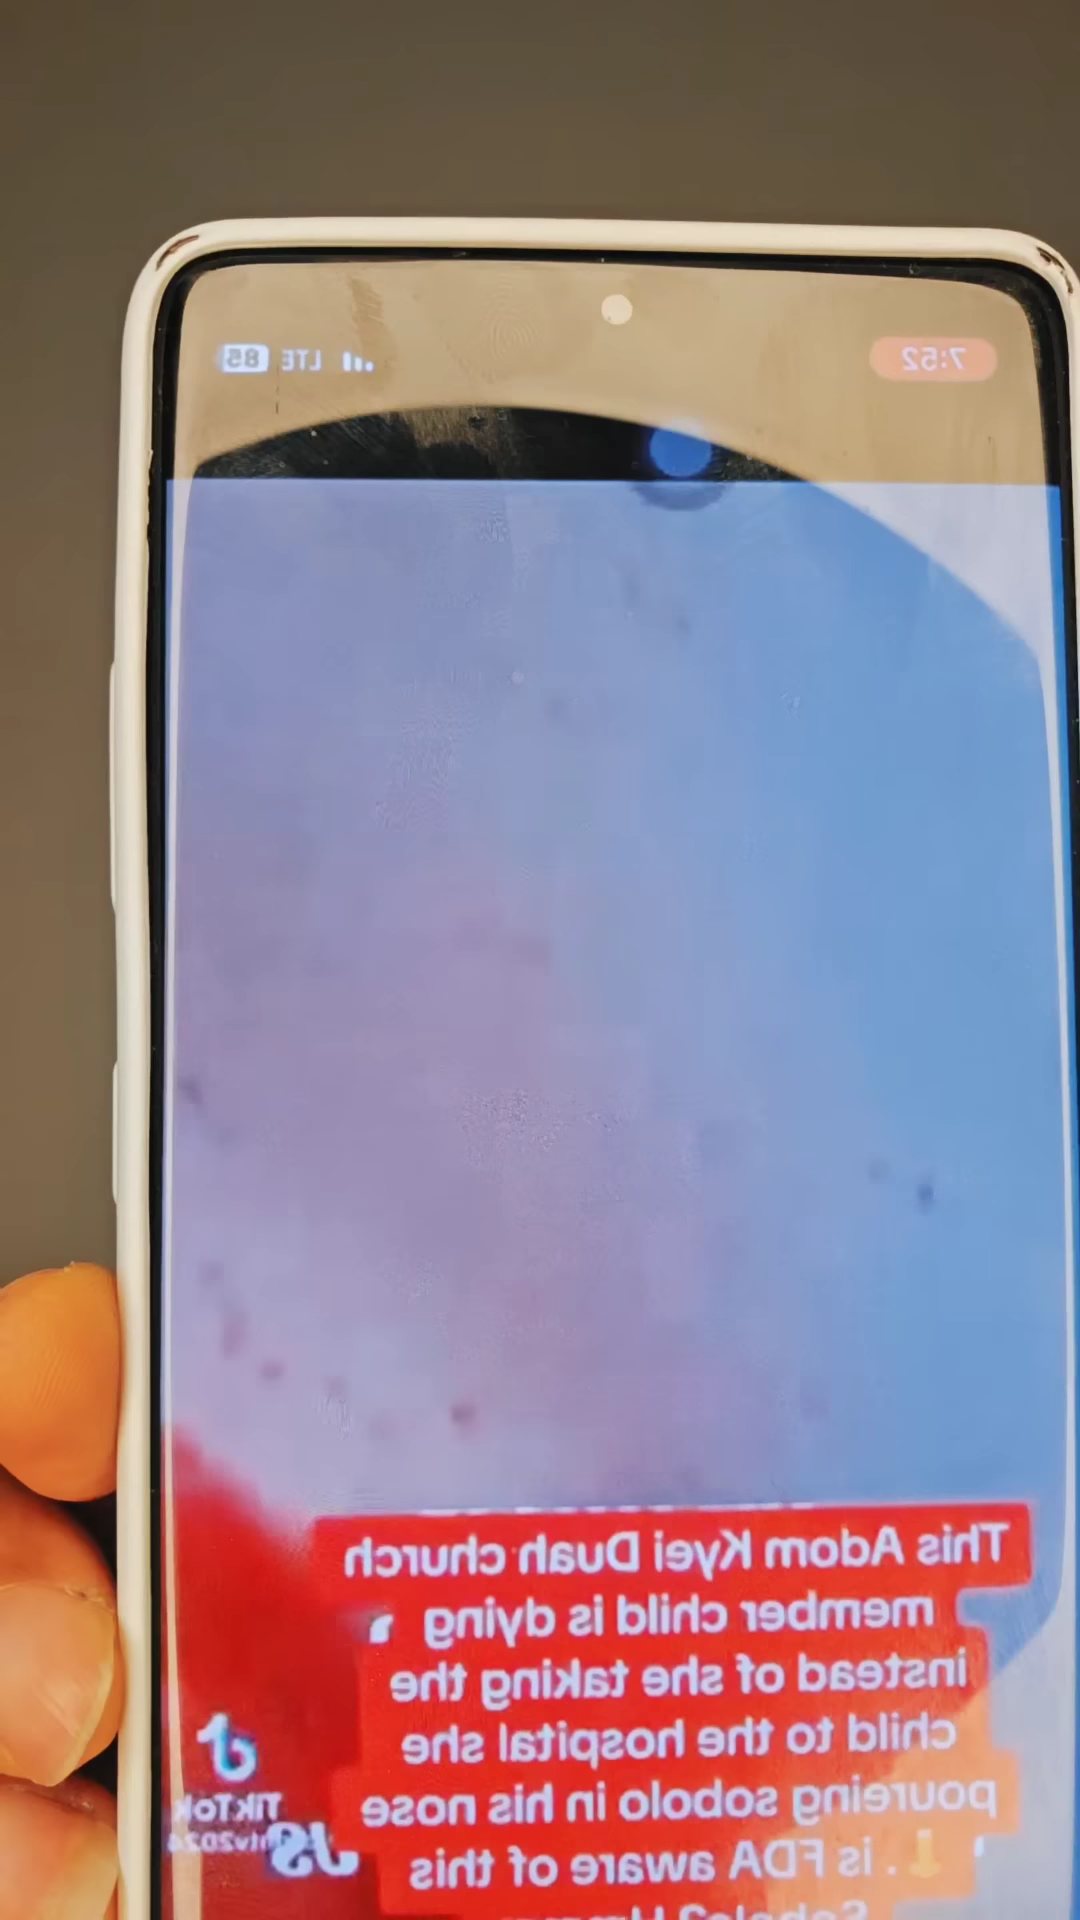 7:52
LTE 85
This Adom Kyei Duah church
member child is dying
instead of she taking the
child to the hospital she
poureing sobolo in his nose
. is FDA aware of this
TikTok
JS